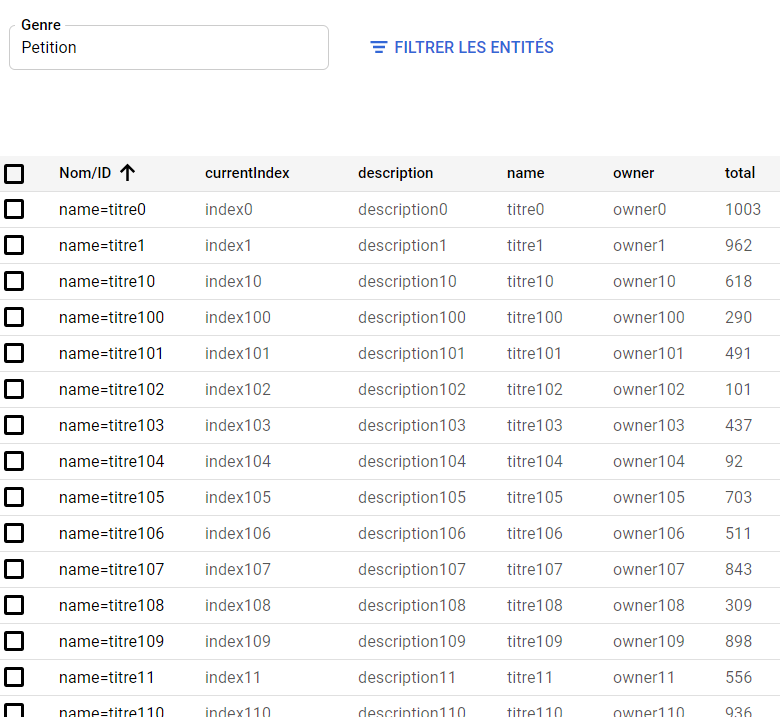 Genre
Petition
FILTRER LES ENTITÉS
Nom/ID currentIndex description name owner total
name=titre0 index0 description0 titre0 owner0 1003
name=titre1 index1 description1 titre1 owner1 962
name=titre10 index10 description10 titre10 owner10 618
name=titre100 index100 description100 titre100 owner100 290
name=titre101 index101 description101 titre101 owner101 491
name=titre102 index102 description102 titre102 owner102 101
name=titre103 index103 description103 titre103 owner103 437
name=titre104 index104 description104 titre104 owner104 92
name=titre105 index105 description105 titre105 owner105 703
name=titre106 index106 description106 titre106 owner106 511
name=titre107 index107 description107 titre107 owner107 843
name=titre108 index108 description108 titre108 owner108 309
name=titre109 index109 description109 titre109 owner109 898
name=titre11 index11 description11 titre11 owner11 556
name=titre110 index110 description110 titre110 owner110 936